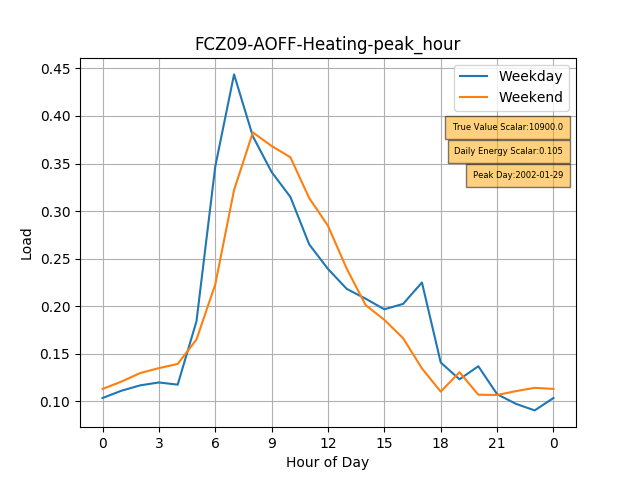 FCZ09-AOFF-Heating-peak_hour
Weekday
Weekend
True Value Scalar:10900.0
Daily Energy Scalar:0.105
Peak Day:2002-01-29
Load
0.45
0.40
0.35
0.30
0.25
0.20
0.15
0.10
0 3 6 9 12 15 18 21 0
Hour of Day